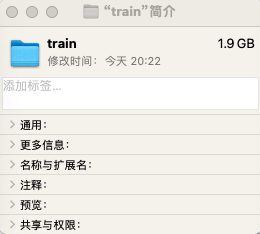 “train”简介
train 1.9 GB
修改时间：今天 20:22
添加标签...
通用：
更多信息：
名称与扩展名：
注释：
预览：
共享与权限：